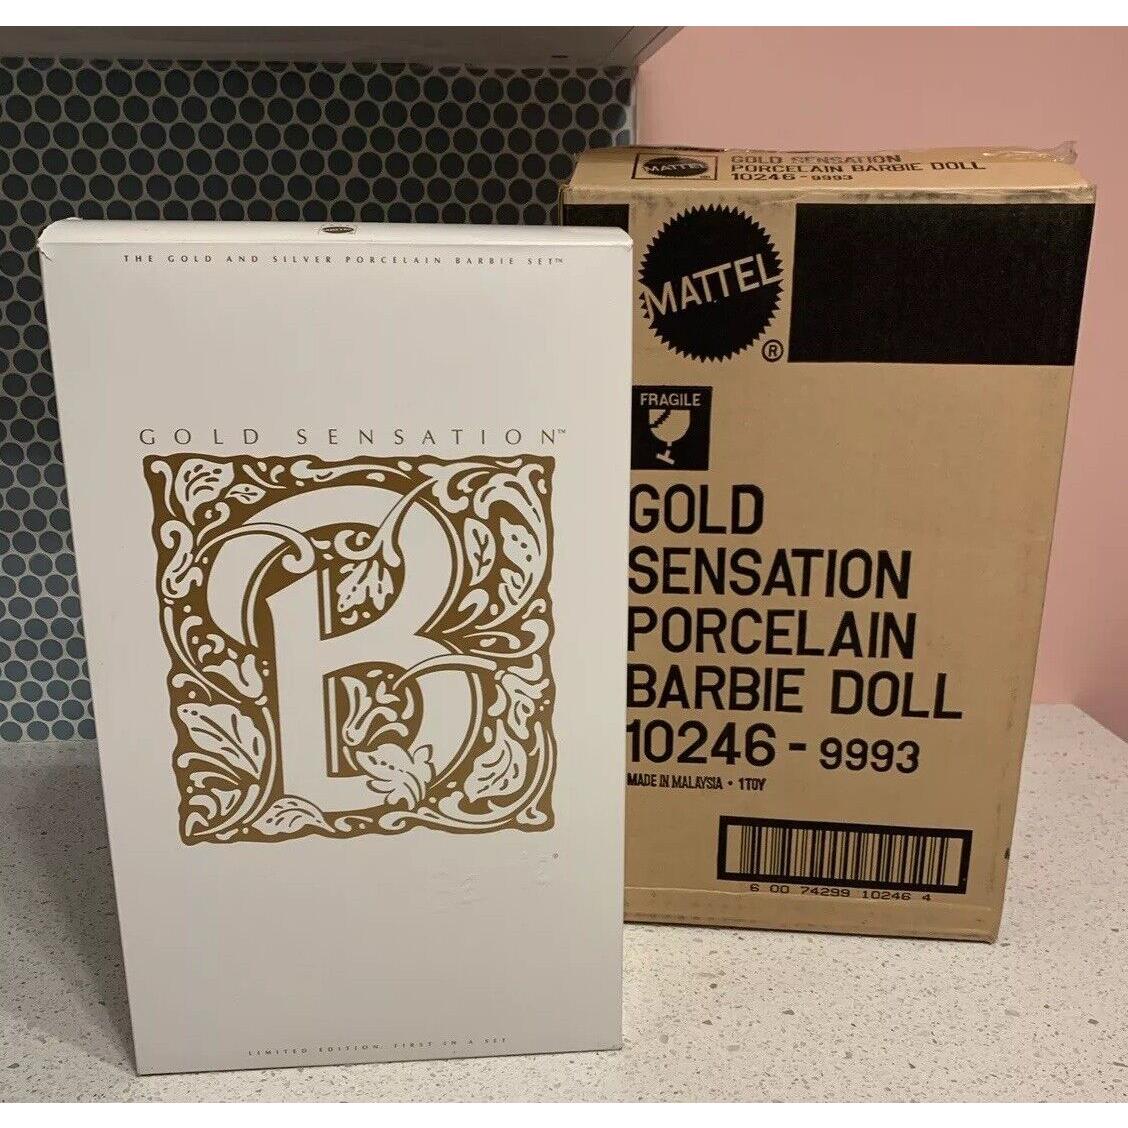 MATTEL
THE GOLD AND SILVER PORCELAIN BARBIE SET™
GOLD SENSATION™
B
LIMITED EDITION, FIRST IN A SET
MATTEL
GOLD SENSATION
PORCELAIN BARBIE DOLL
10246 - 9993
MATTEL
®
FRAGILE
GOLD
SENSATION
PORCELAIN
BARBIE DOLL
10246 - 9993
MADE IN MALAYSIA • 1TOY
6 00 74299 10246 4